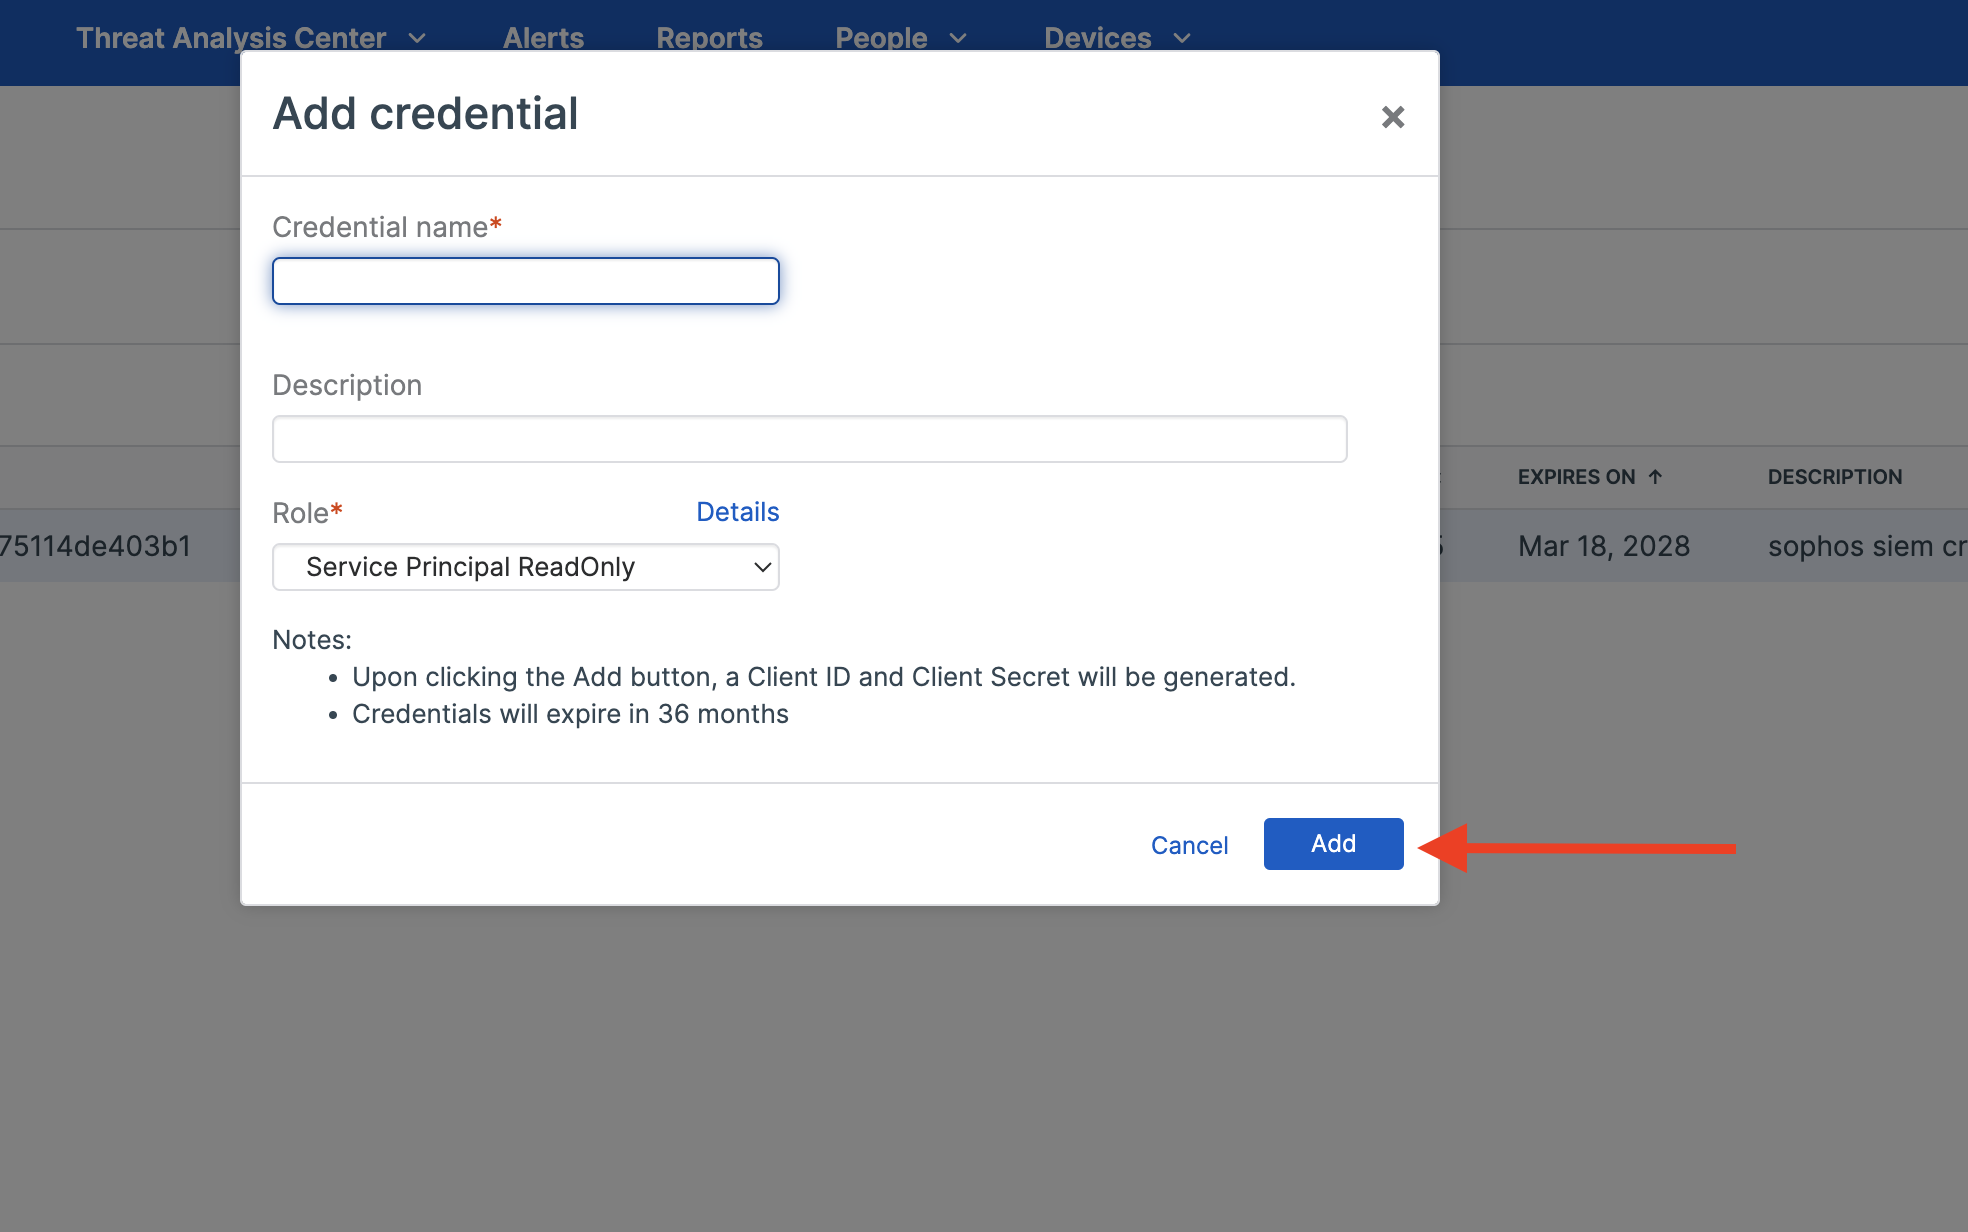 Threat Analysis Center Alerts Reports People Devices
Add credential
Credential name*
Description
Role* Details
Service Principal ReadOnly
Notes:
• Upon clicking the Add button, a Client ID and Client Secret will be generated.
• Credentials will expire in 36 months
Cancel Add
EXPIRES ON ↑ DESCRIPTION
75114de403b1 Mar 18, 2028 sophos siem cr